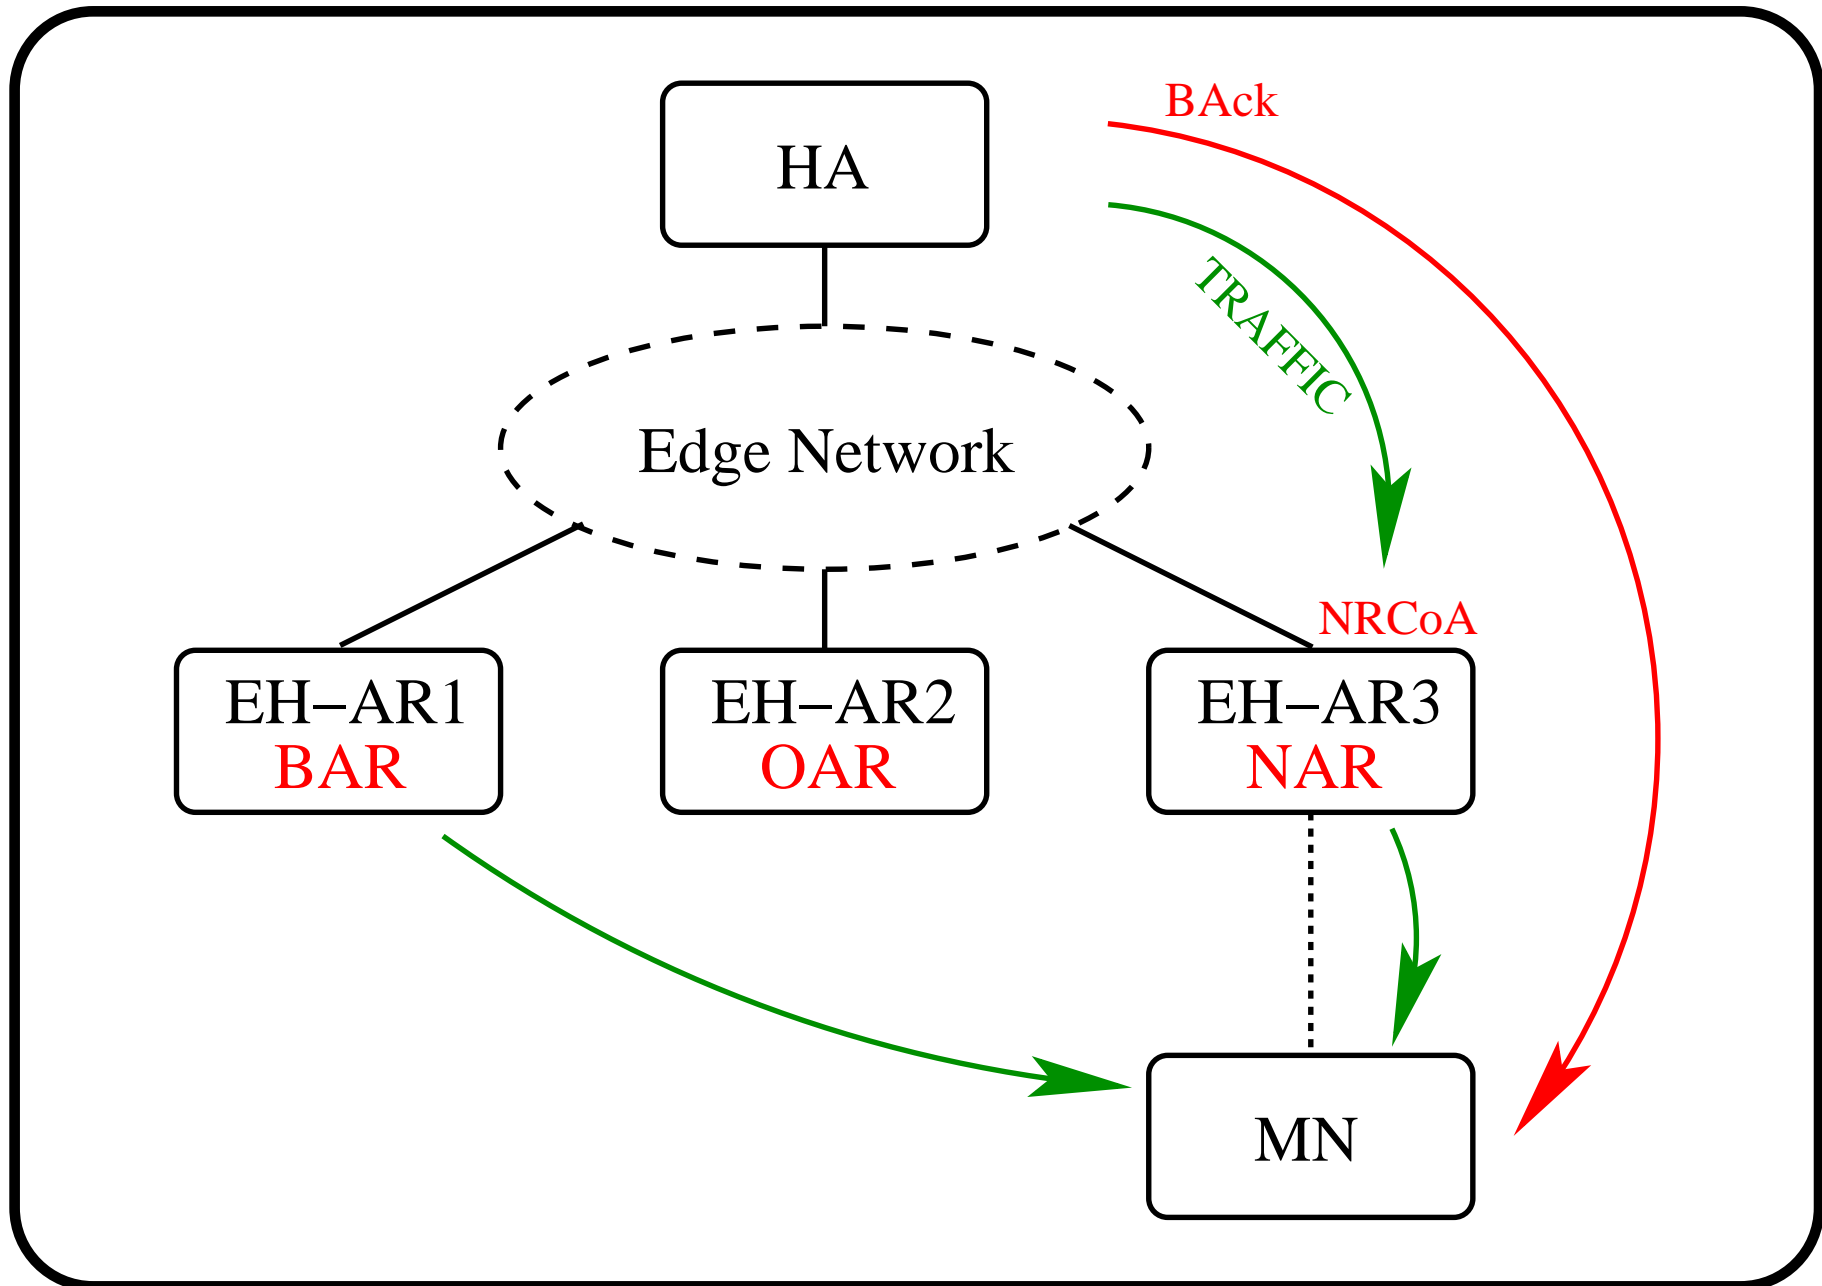 BAck
HA
TRAFFIC
Edge Network
NRCoA
EH−AR1
BAR
EH−AR2
OAR
EH−AR3
NAR
MN